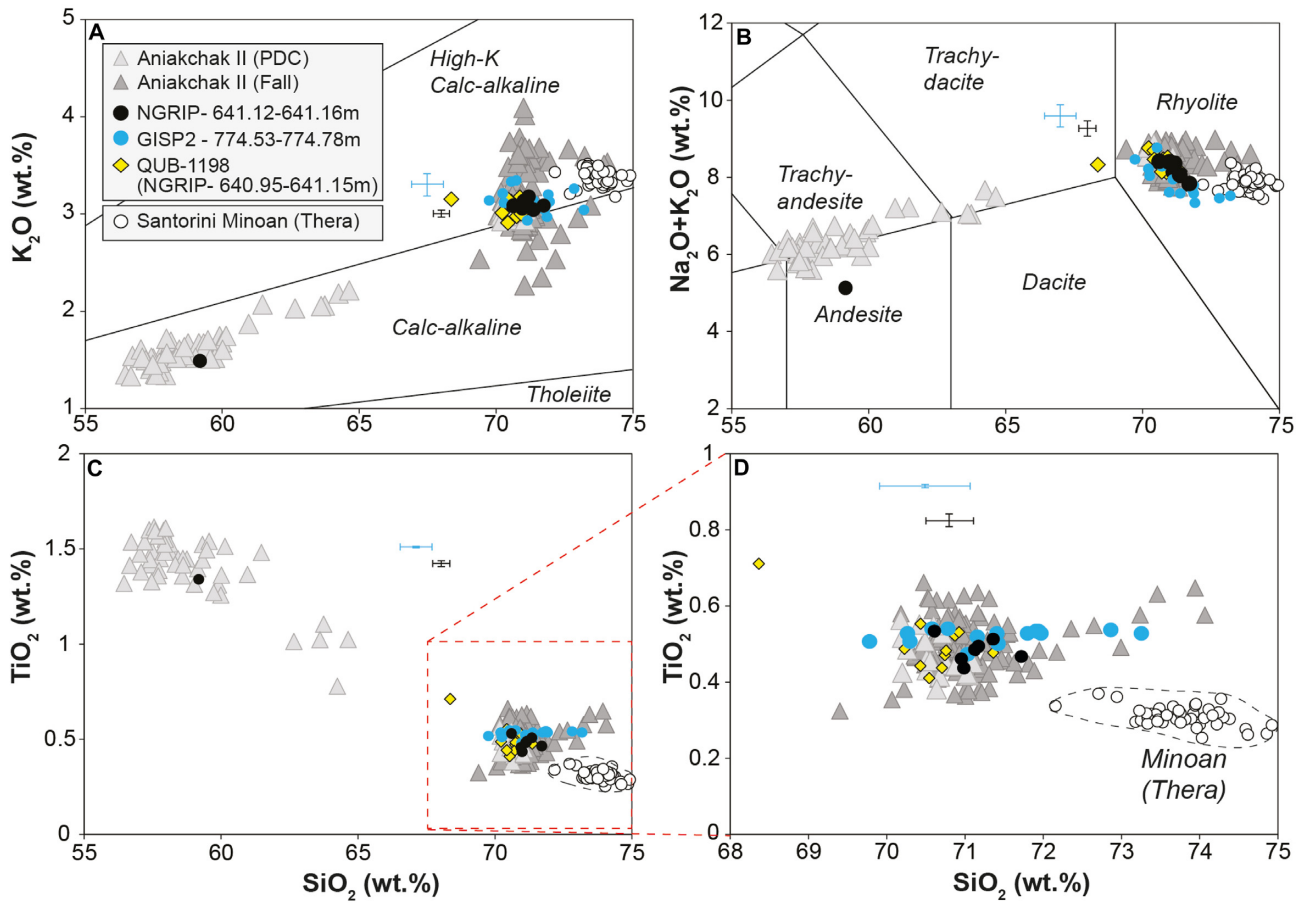 A
5
4
3
2
1
K₂O (wt.%)
55
60
65
70
75
Aniakchak II (PDC)
Aniakchak II (Fall)
NGRIP- 641.12-641.16m
GISP2 - 774.53-774.78m
QUB-1198
(NGRIP- 640.95-641.15m)
Santorini Minoan (Thera)
High-K
Calc-alkaline
Calc-alkaline
Tholeiite
B
12
10
8
6
4
2
Na₂O+K₂O (wt.%)
55
60
65
70
75
Trachy-
dacite
Rhyolite
Trachy-
andesite
Andesite
Dacite
C
2
1.5
1
0.5
0
TiO₂ (wt.%)
55
60
65
70
75
SiO₂ (wt.%)
D
1
0.8
0.6
0.4
0.2
0
TiO₂ (wt.%)
Minoan
(Thera)
68
69
70
71
72
73
74
75
SiO₂ (wt.%)